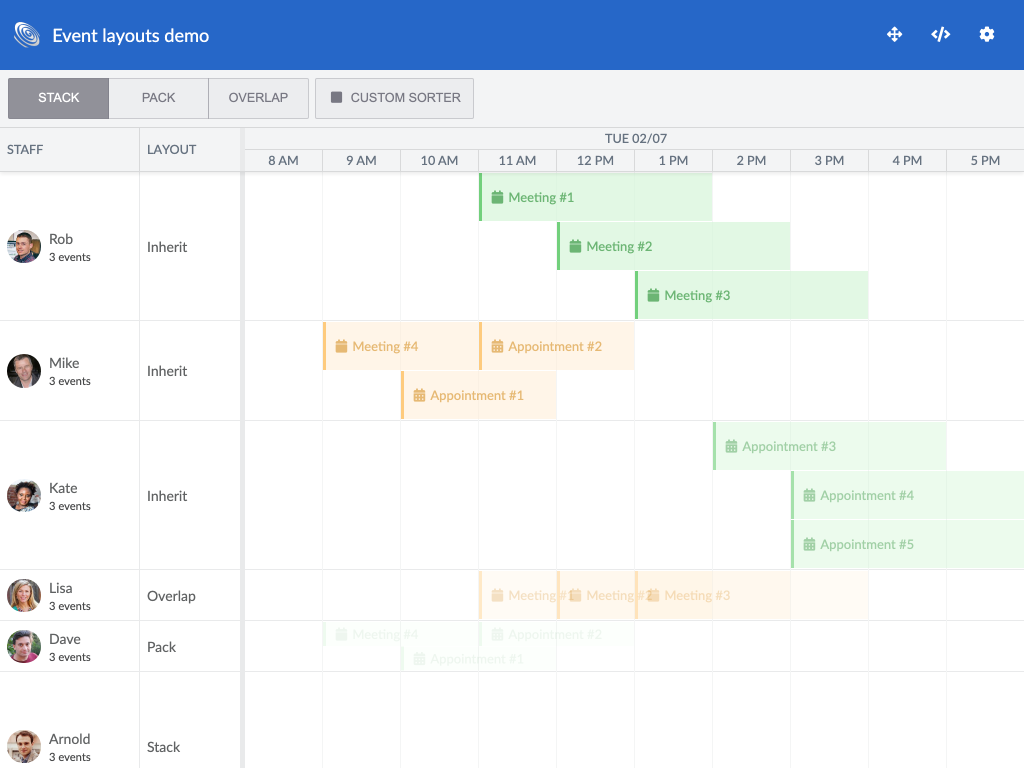 Event layouts demo
STACK
PACK
OVERLAP
CUSTOM SORTER
STAFF
LAYOUT
TUE 02/07
8 AM
9 AM
10 AM
11 AM
12 PM
1 PM
2 PM
3 PM
4 PM
5 PM
Rob
3 events
Inherit
Meeting #1
Meeting #2
Meeting #3
Mike
3 events
Inherit
Meeting #4
Appointment #2
Appointment #1
Kate
3 events
Inherit
Appointment #3
Appointment #4
Appointment #5
Lisa
3 events
Overlap
Meeting #1
Meeting #2
Meeting #3
Dave
3 events
Pack
Meeting #4
Appointment #2
Appointment #1
Arnold
3 events
Stack